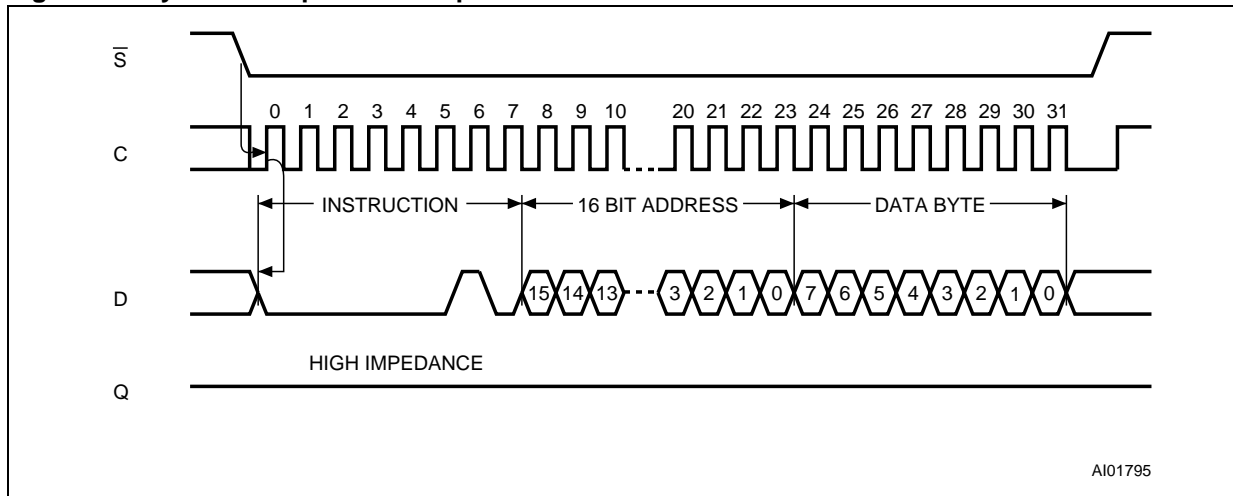 S
0 1 2 3 4 5 6 7 8 9 10 20 21 22 23 24 25 26 27 28 29 30 31
C
INSTRUCTION 16 BIT ADDRESS DATA BYTE
D 15 14 13 3 2 1 0 7 6 5 4 3 2 1 0
HIGH IMPEDANCE
Q
AI01795